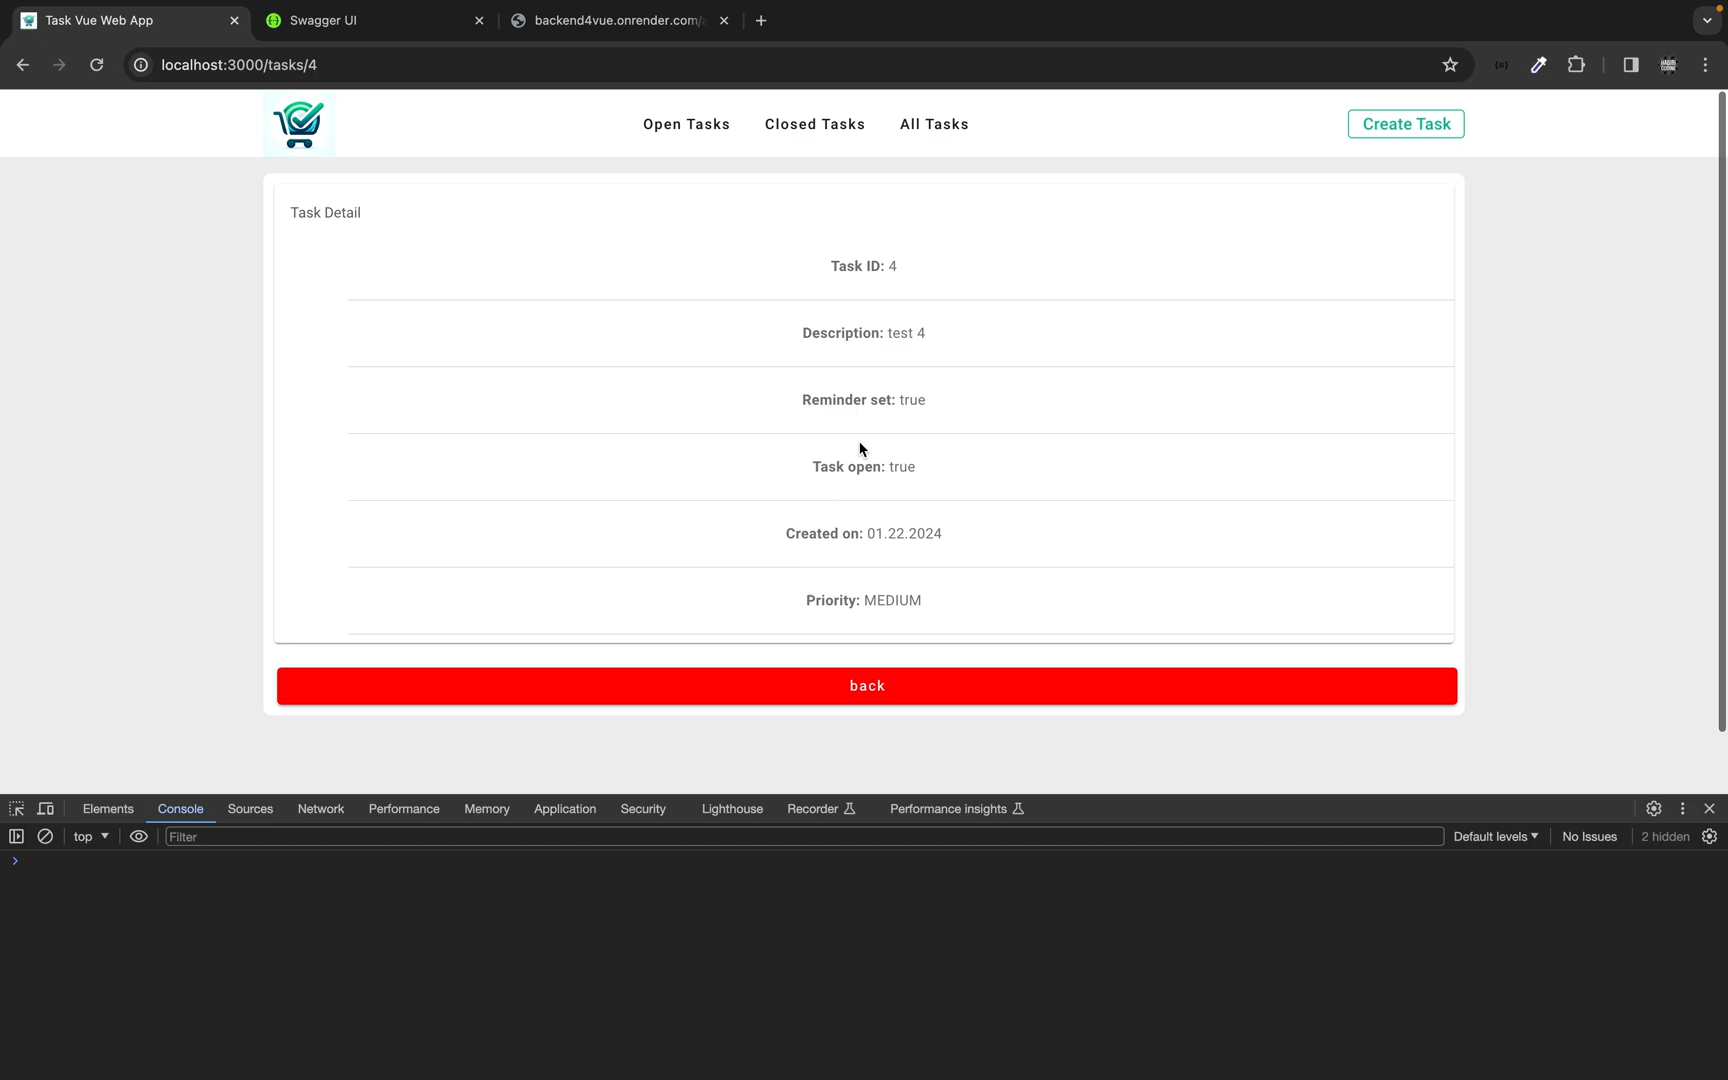 Task Vue Web App
Swagger UI
backend4vue.onrender.com/
localhost:3000/tasks/4
Open Tasks Closed Tasks All Tasks
Create Task
Task Detail
Task ID: 4
Description: test 4
Reminder set: true
Task open: true
Created on: 01.22.2024
Priority: MEDIUM
back
Elements Console Sources Network Performance Memory Application Security Lighthouse Recorder Performance insights
top Filter Default levels No Issues 2 hidden